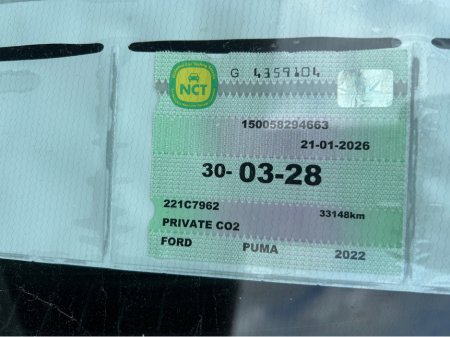 NCT
G 4359104
150058294663
21-01-2026
30- 03-28
221C7962 33148km
PRIVATE CO2
FORD PUMA 2022